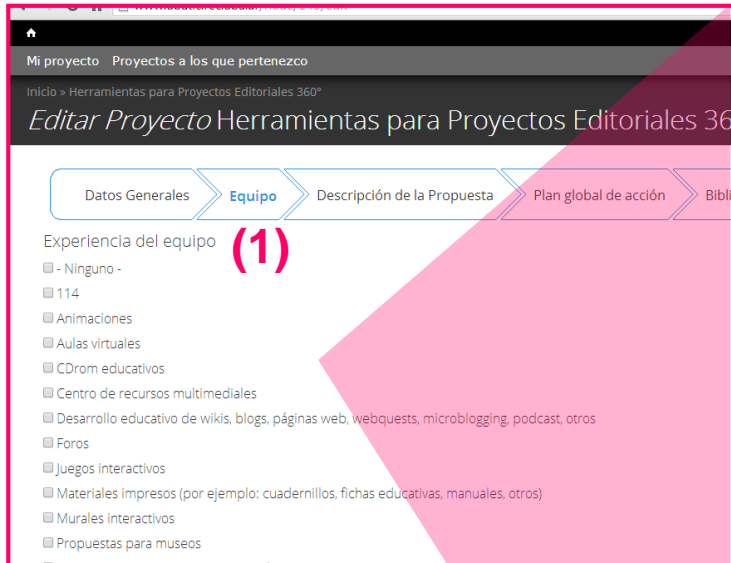 Mi proyecto Proyectos a los que pertenezco
Inicio » Herramientas para Proyectos Editoriales 360°
Editar Proyecto Herramientas para Proyectos Editoriales 36
Datos Generales Equipo Descripción de la Propuesta Plan global de acción Bibli
Experiencia del equipo (1)
- Ninguno -
114
Animaciones
Aulas virtuales
CDrom educativos
Centro de recursos multimediales
Desarrollo educativo de wikis, blogs, páginas web, webquests, microblogging, podcast, otros
Foros
Juegos interactivos
Materiales impresos (por ejemplo: cuadernillos, fichas educativas, manuales, otros)
Murales interactivos
Propuestas para museos